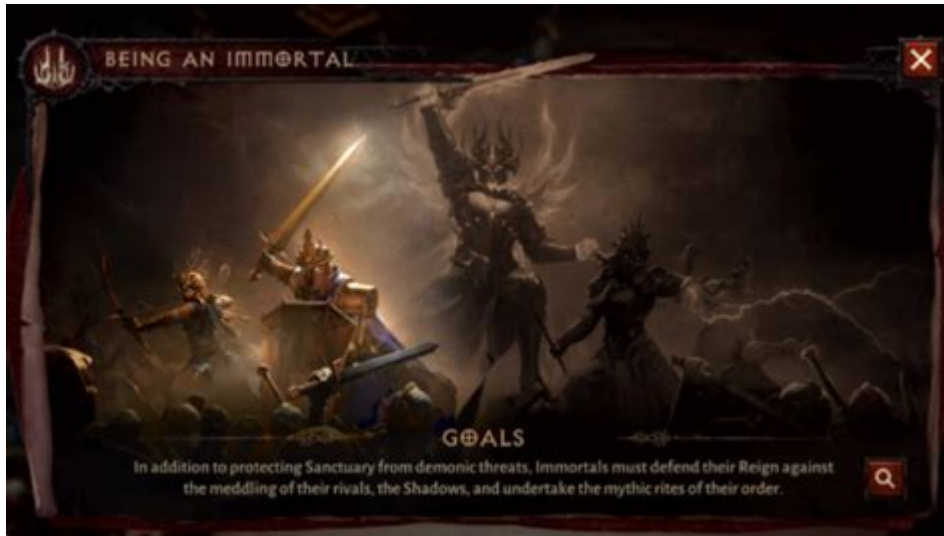 BEING AN IMMORTAL
GOALS
In addition to protecting Sanctuary from demonic threats, Immortals must defend their Reign against
the meddling of their rivals, the Shadows, and undertake the mythic rites of their order.